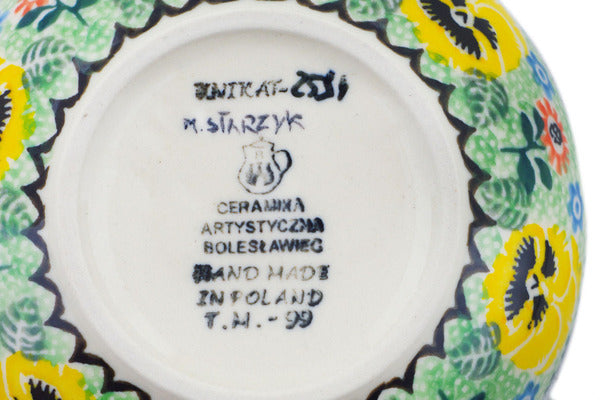 UNIKAT-
M. STARZYK
CERAMIKA
ARTYSTYCZNA
BOLESŁAWIEC
HAND MADE
IN POLAND
T.M.-99